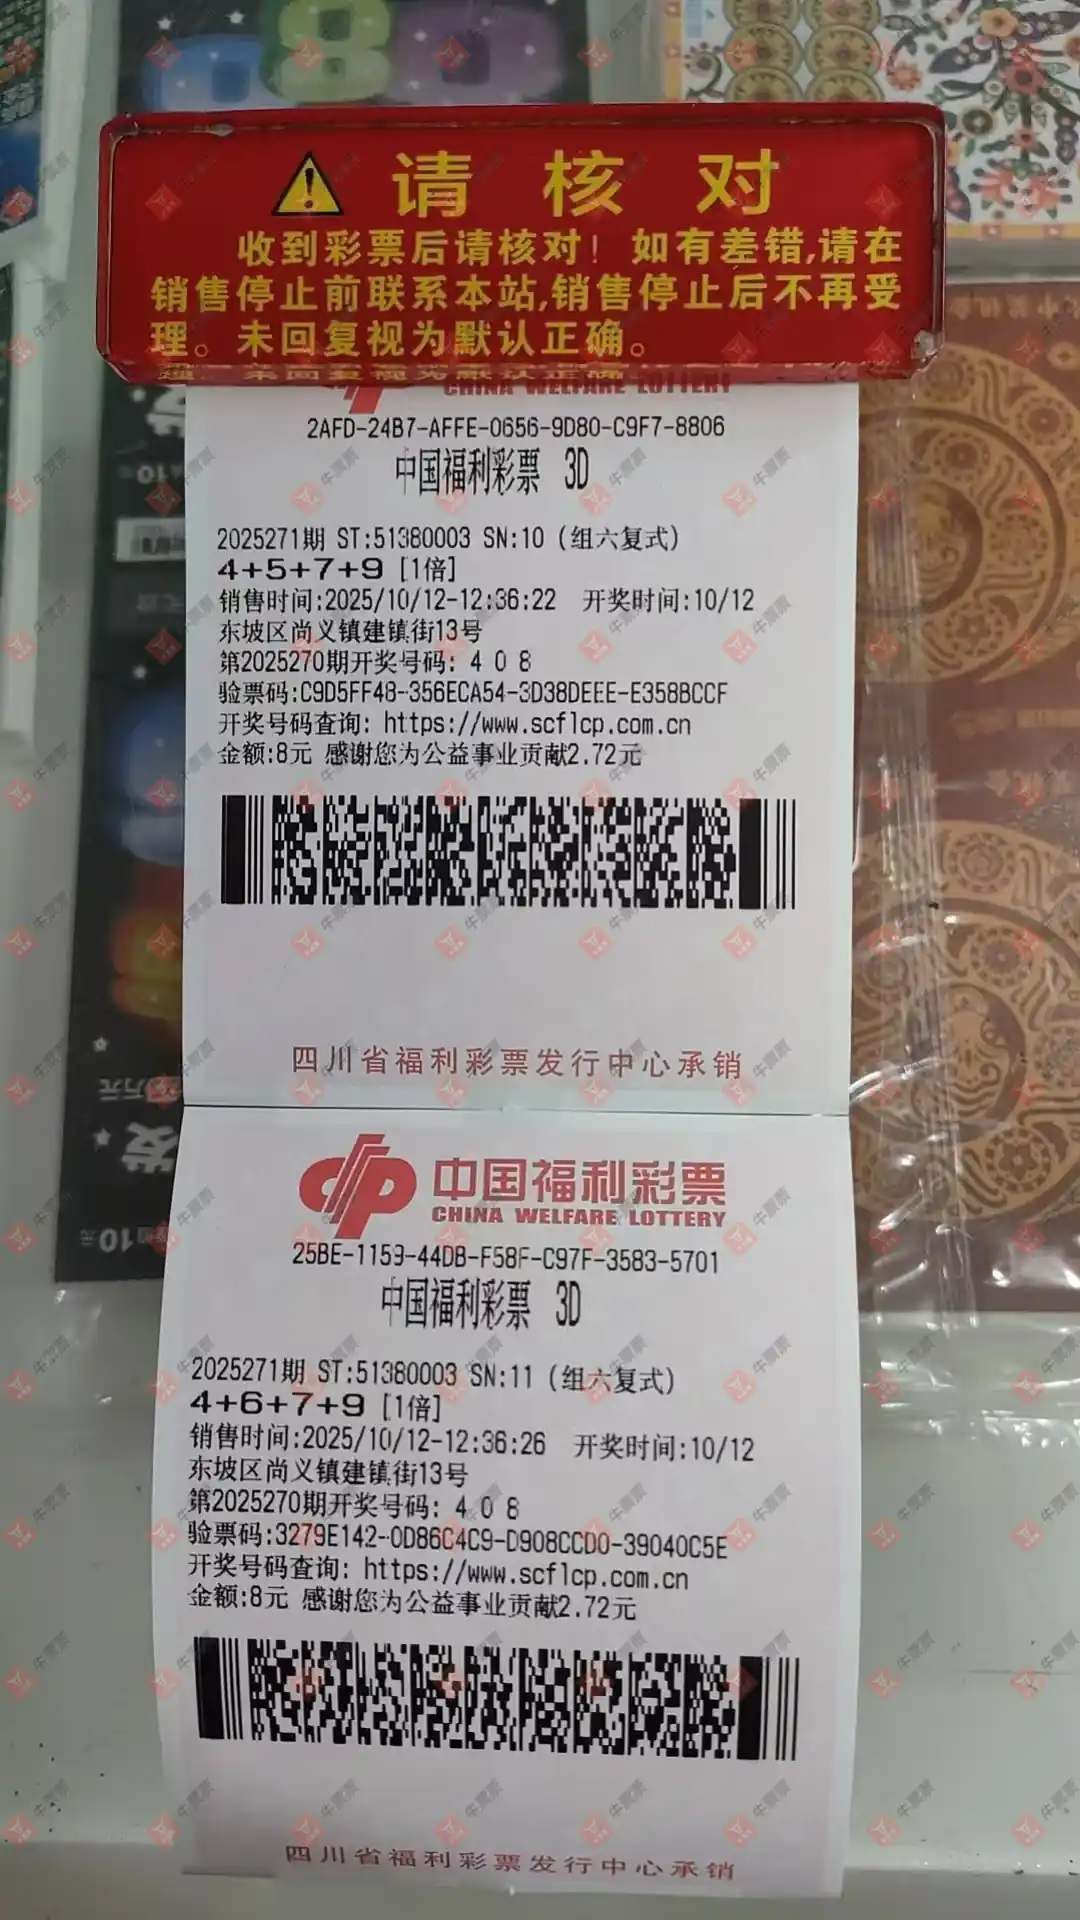 请核对
收到彩票后请核对！如有差错,请在
销售停止前联系本站,销售停止后不再受
理。未回复视为默认正确。
CHINA WELFARE LOTTERY
2AFD-24B7-AFFE-0656-9D80-C9F7-8806
中国福利彩票 3D
2025271期 ST:51380003 SN:10 (组六复式)
4+5+7+9 [1倍]
销售时间:2025/10/12-12:36:22 开奖时间:10/12
东坡区尚义镇建镇街13号
第2025270期开奖号码: 4 0 8
验票码:C9D5FF48-356ECA54-3D38DEEE-E358BCCF
开奖号码查询: https://www.scflcp.com.cn
金额:8元 感谢您为公益事业贡献2.72元
四川省福利彩票发行中心承销
中国福利彩票
CHINA WELFARE LOTTERY
25BE-1159-44DB-F58F-C97F-3583-5701
中国福利彩票 3D
2025271期 ST:51380003 SN:11 (组六复式)
4+6+7+9 [1倍]
销售时间:2025/10/12-12:36:26 开奖时间:10/12
东坡区尚义镇建镇街13号
第2025270期开奖号码: 4 0 8
验票码:3279E142-0D86C4C9-D908CCD0-39040C5E
开奖号码查询: https://www.scflcp.com.cn
金额:8元 感谢您为公益事业贡献2.72元
四川省福利彩票发行中心承销
牛票票